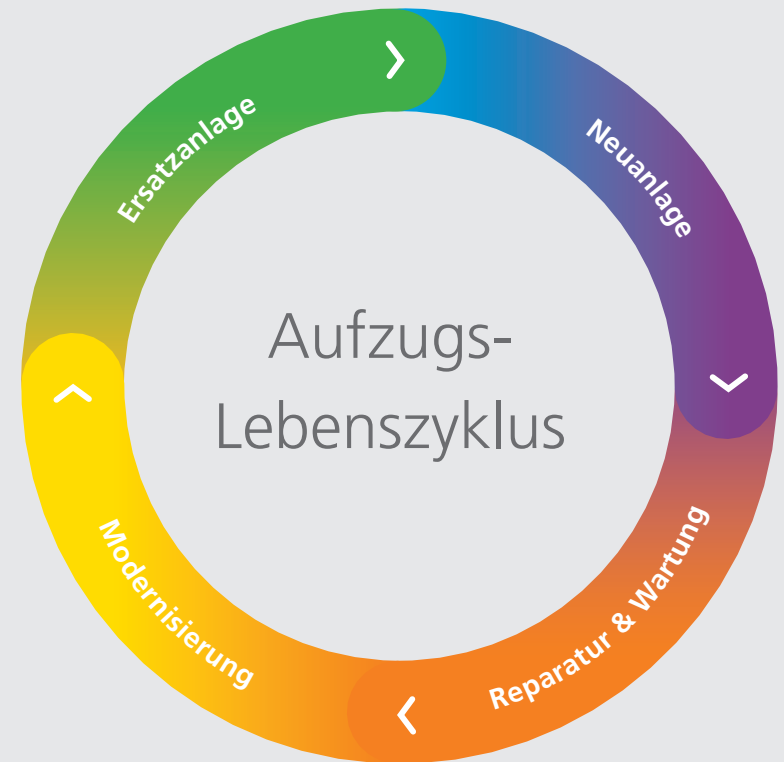 Aufzugs-
Lebenszyklus
Neuanlage
Reparatur & Wartung
Modernisierung
Ersatzanlage